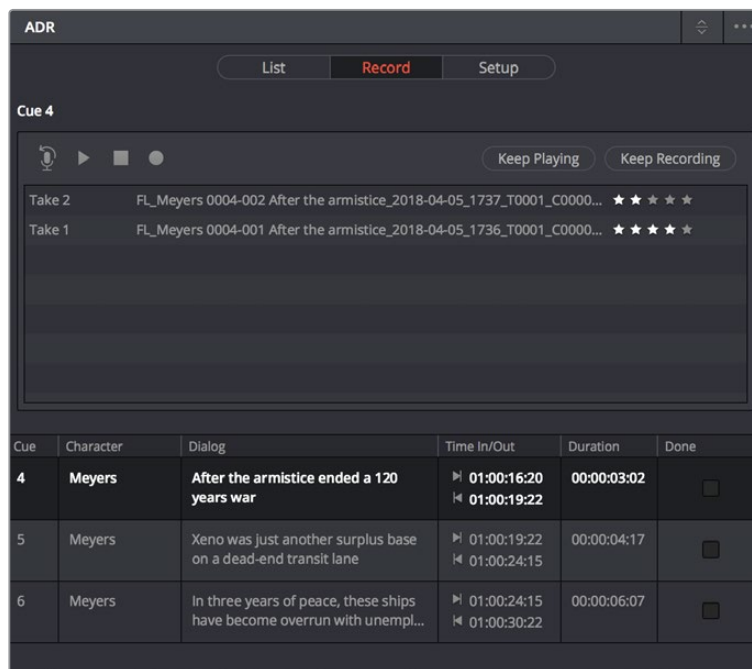 ADR
List Record Setup
Cue 4
Keep Playing Keep Recording
Take 2 FL_Meyers 0004-002 After the armistice_2018-04-05_1737_T0001_C0000...
Take 1 FL_Meyers 0004-001 After the armistice_2018-04-05_1736_T0001_C0000...
Cue Character Dialog Time In/Out Duration Done
4 Meyers After the armistice ended a 120 01:00:16:20 00:00:03:02
years war 01:00:19:22
5 Meyers Xeno was just another surplus base 01:00:19:22 00:00:04:17
on a dead-end transit lane 01:00:24:15
6 Meyers In three years of peace, these ships 01:00:24:15 00:00:06:07
have become overrun with unempl... 01:00:30:22